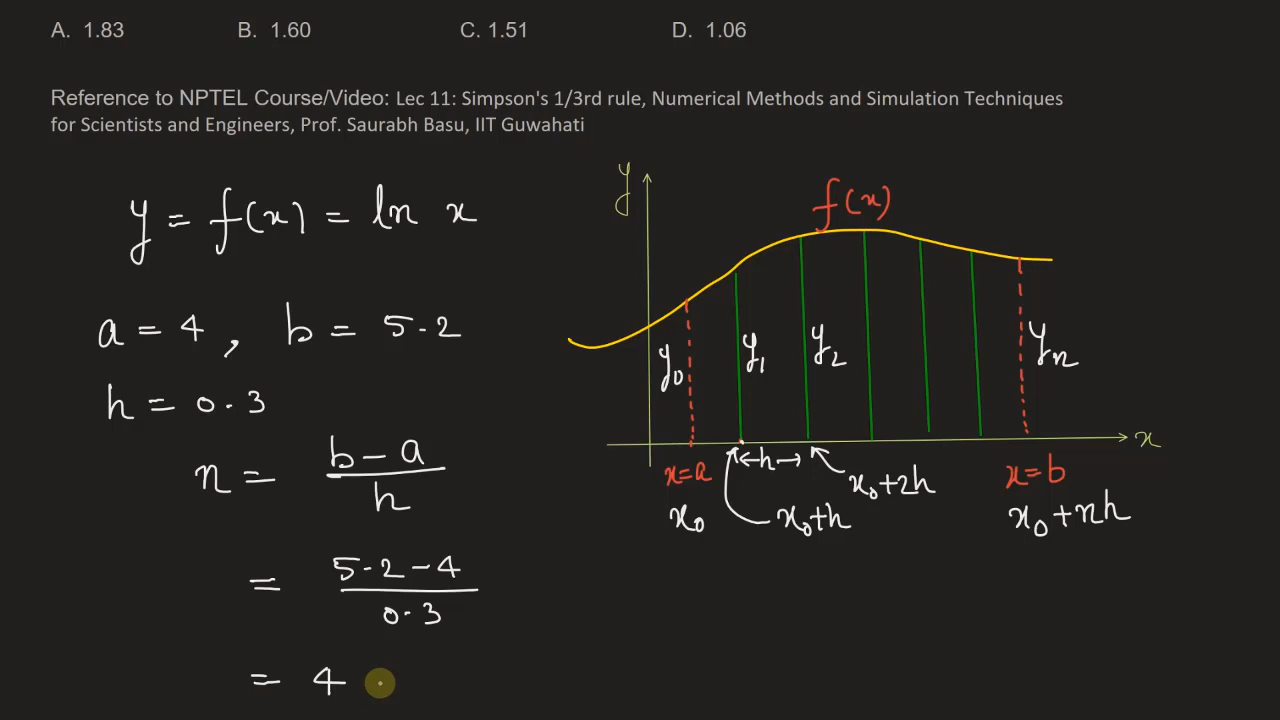 A. 1.83 B. 1.60 C. 1.51 D. 1.06
Reference to NPTEL Course/Video: Lec 11: Simpson's 1/3rd rule, Numerical Methods and Simulation Techniques
for Scientists and Engineers, Prof. Saurabh Basu, IIT Guwahati
y = f(x) = ln x
a = 4 , b = 5.2
h = 0.3
n = b - a / h
= 5.2 - 4 / 0.3
= 4
y
f(x)
y0 y1 y2 yn
x
x=a h x=b
x0 x0+h x0+2h x0+nh